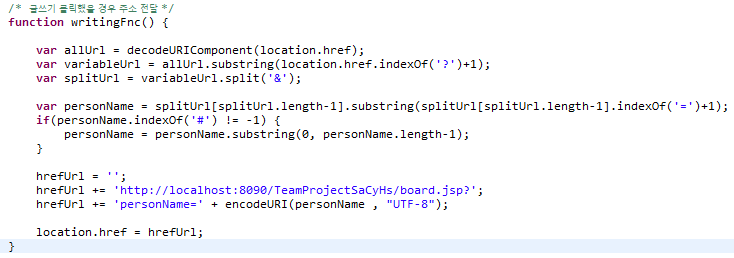 /* 글쓰기 클릭했을 경우 주소 전달 */
function writingFnc() {
var allUrl = decodeURIComponent(location.href);
var variableUrl = allUrl.substring(location.href.indexOf('?')+1);
var splitUrl = variableUrl.split('&');
var personName = splitUrl[splitUrl.length-1].substring(splitUrl[splitUrl.length-1].indexOf('=')+1);
if(personName.indexOf('#') != -1) {
personName = personName.substring(0, personName.length-1);
}
hrefUrl = '';
hrefUrl += 'http://localhost:8090/TeamProjectSaCyHs/board.jsp?';
hrefUrl += 'personName=' + encodeURI(personName , "UTF-8");
location.href = hrefUrl;
}